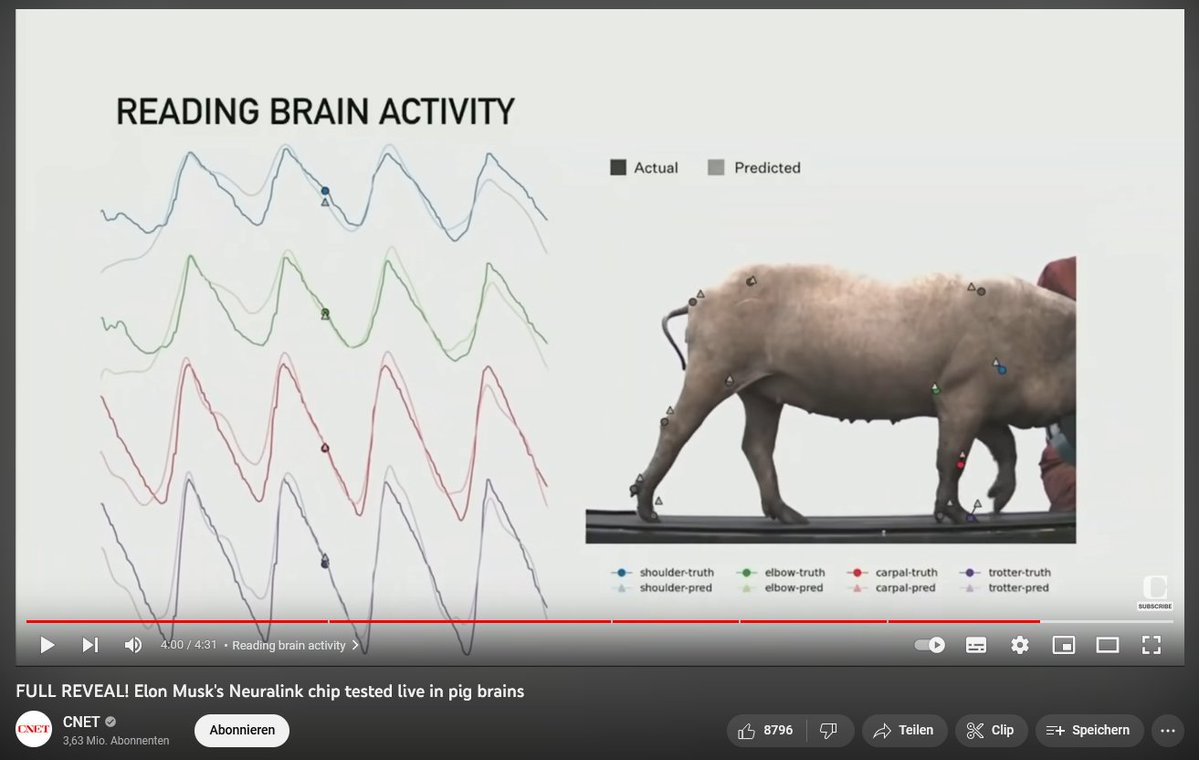 READING BRAIN ACTIVITY
Actual Predicted
shoulder-truth elbow-truth carpal-truth trotter-truth
shoulder-pred elbow-pred carpal-pred trotter-pred
SUBSCRIBE
4:00 / 4:31 • Reading brain activity
FULL REVEAL! Elon Musk's Neuralink chip tested live in pig brains
CNET
CNET
3,63 Mio. Abonnenten
Abonnieren
8796
Teilen
Clip
Speichern